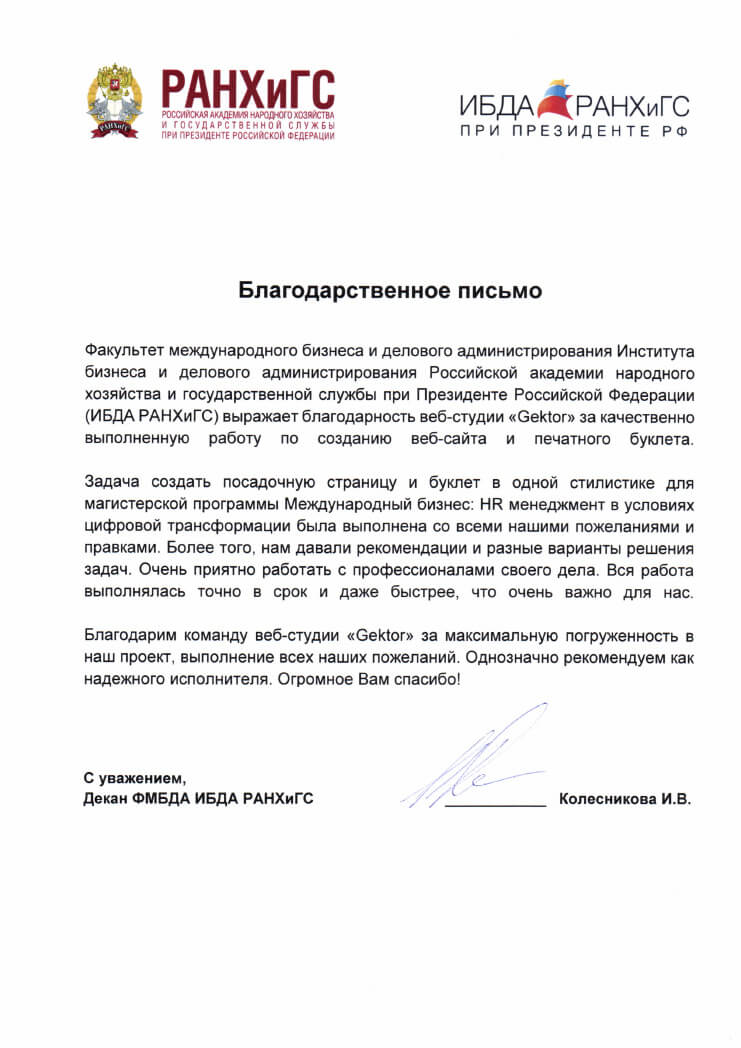 РАНХиГС
РОССИЙСКАЯ АКАДЕМИЯ НАРОДНОГО ХОЗЯЙСТВА
И ГОСУДАРСТВЕННОЙ СЛУЖБЫ
ПРИ ПРЕЗИДЕНТЕ РОССИЙСКОЙ ФЕДЕРАЦИИ
РАНХиГС
ИБДА РАНХиГС
ПРИ ПРЕЗИДЕНТЕ РФ
Благодарственное письмо
Факультет международного бизнеса и делового администрирования Института
бизнеса и делового администрирования Российской академии народного
хозяйства и государственной службы при Президенте Российской Федерации
(ИБДА РАНХиГС) выражает благодарность веб-студии «Gektor» за качественно
выполненную работу по созданию веб-сайта и печатного буклета.
Задача создать посадочную страницу и буклет в одной стилистике для
магистерской программы Международный бизнес: HR менеджмент в условиях
цифровой трансформации была выполнена со всеми нашими пожеланиями и
правками. Более того, нам давали рекомендации и разные варианты решения
задач. Очень приятно работать с профессионалами своего дела. Вся работа
выполнялась точно в срок и даже быстрее, что очень важно для нас.
Благодарим команду веб-студии «Gektor» за максимальную погруженность в
наш проект, выполнение всех наших пожеланий. Однозначно рекомендуем как
надежного исполнителя. Огромное Вам спасибо!
С уважением,
Декан ФМБДА ИБДА РАНХиГС ____________ Колесникова И.В.